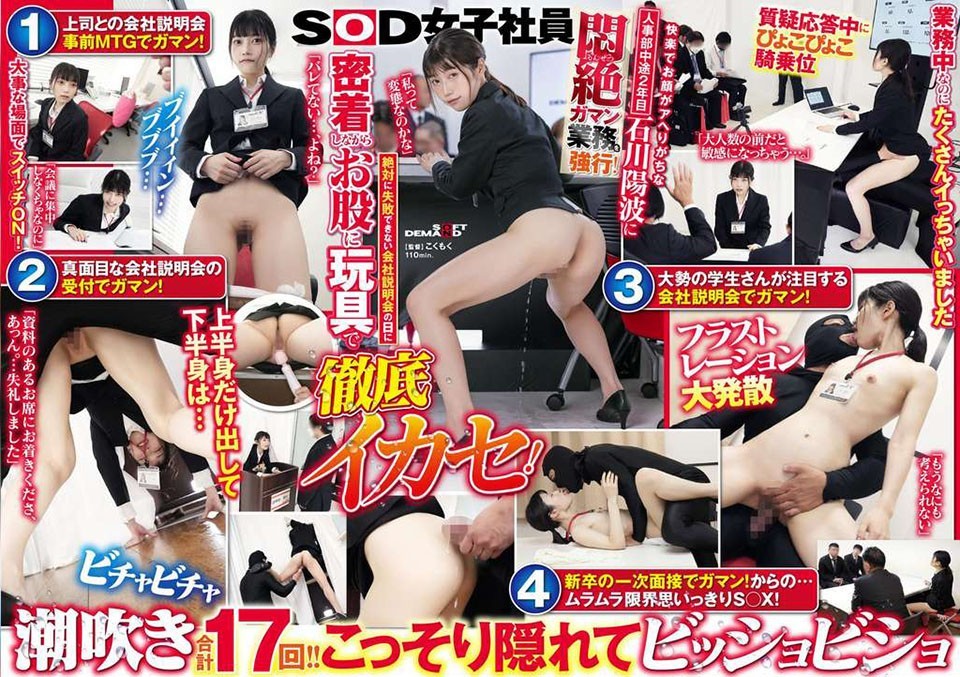 SOD女子社員
1
上司との会社説明会
事前MTGでガマン!
大事な場面でスイッチON!
「会議に集中
しなくちゃなのに」
ブイィィン…
ブブブ…
密着しながら
お股に玩具で
「バレてない…よね?」
「私って
変態なのかな」
絶対に失敗できない会社説明会の日に
徹底
イカセ!
悶絶
ガマン
業務。
強行!
人事部中途2年目
石川陽波に
快楽でお顔がアヘりがちな
質疑応答中に
ぴょこぴょこ
騎乗位
「大人数の前だと
敏感になっちゃう…。」
業務中なのに
たくさんイっちゃいました
DEMAND
[監督]こくもく
110min.
2
真面目な会社説明会の
受付でガマン!
「資料のあるお席にお着きくださ、
あっん。…失礼しました」
上半身だけ出して
下半身は…
3
大勢の学生さんが注目する
会社説明会でガマン!
フラスト
レーション
大発散
「もうなにも
考えられない」
4
新卒の一次面接でガマン!からの…
ムラムラ限界思いっきりS○X!
ビチャビチャ
潮吹き合計17回!!こっそり隠れてビッショビショ